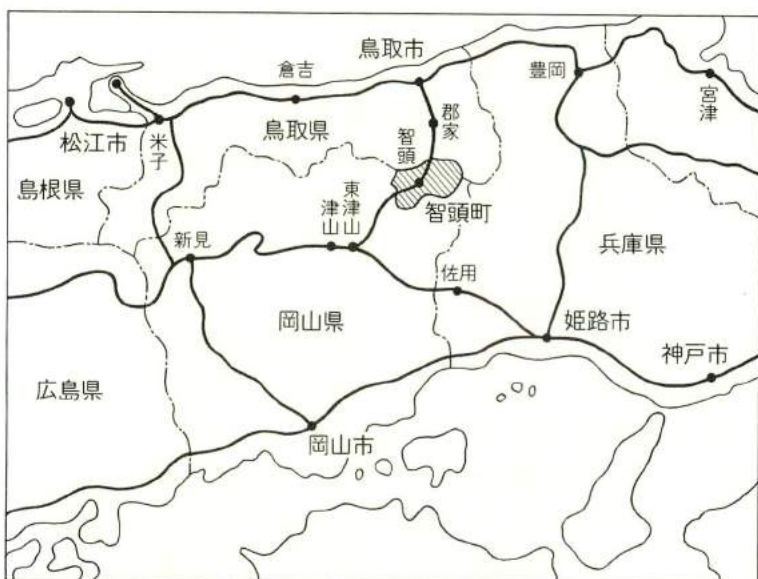 鳥取市
倉吉
豊岡
宮津
郡家
松江市
米子
鳥取県
智頭
島根県
東津山
津山
智頭町
新見
兵庫県
佐用
岡山県
姫路市
神戸市
広島県
岡山市